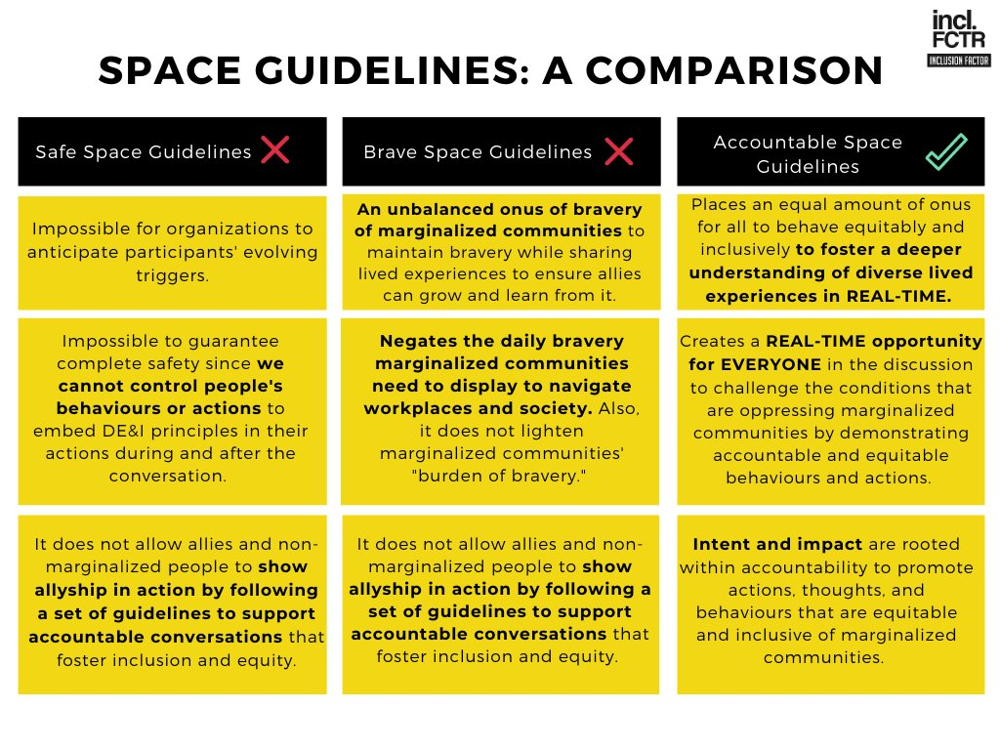 incl.
FCTR
INCLUSION FACTOR
SPACE GUIDELINES: A COMPARISON
Safe Space Guidelines
Brave Space Guidelines
Accountable Space
Guidelines
Impossible for organizations to
anticipate participants' evolving
triggers.
An unbalanced onus of bravery
of marginalized communities to
maintain bravery while sharing
lived experiences to ensure allies
can grow and learn from it.
Places an equal amount of onus
for all to behave equitably and
inclusively to foster a deeper
understanding of diverse lived
experiences in REAL-TIME.
Impossible to guarantee
complete safety since we
cannot control people's
behaviours or actions to
embed DE&I principles in their
actions during and after the
conversation.
Negates the daily bravery
marginalized communities
need to display to navigate
workplaces and society. Also,
it does not lighten
marginalized communities'
"burden of bravery."
Creates a REAL-TIME opportunity
for EVERYONE in the discussion
to challenge the conditions that
are oppressing marginalized
communities by demonstrating
accountable and equitable
behaviours and actions.
It does not allow allies and non-
marginalized people to show
allyship in action by following
a set of guidelines to support
accountable conversations that
foster inclusion and equity.
It does not allow allies and non-
marginalized people to show
allyship in action by following a
set of guidelines to support
accountable conversations that
foster inclusion and equity.
Intent and impact are rooted
within accountability to promote
actions, thoughts, and
behaviours that are equitable
and inclusive of marginalized
communities.